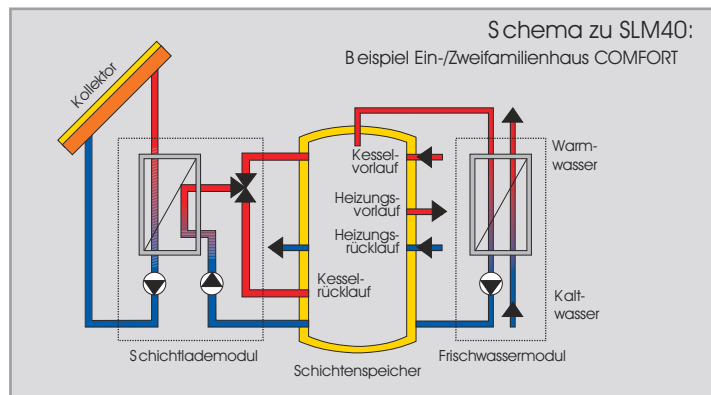 Schema zu SLM40:
Beispiel Ein-/Zweifamilienhaus COMFORT
Kollektor
Kessel-
vorlauf
Heizungs-
vorlauf
Heizungs-
rücklauf
Kessel-
rücklauf
Warm-
wasser
Kalt-
wasser
Schichtlademodul
Schichtenspeicher
Frischwassermodul